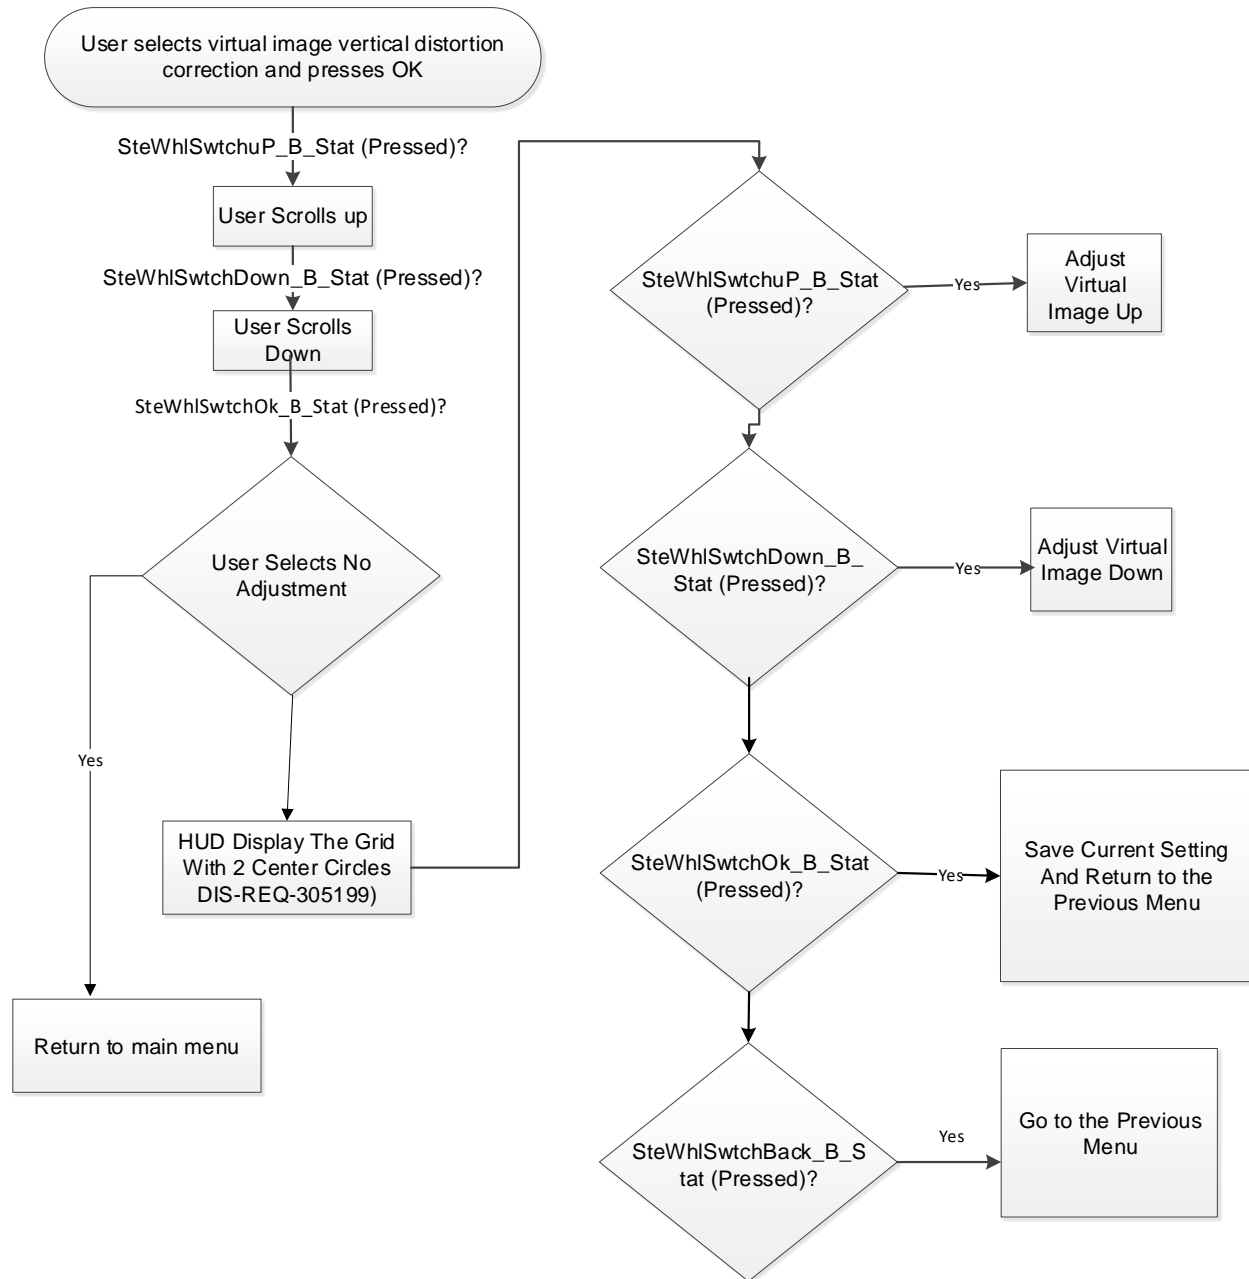 User selects virtual image vertical distortion
correction and presses OK
SteWhlSwtchuP_B_Stat (Pressed)?
User Scrolls up
SteWhlSwtchDown_B_Stat (Pressed)?
User Scrolls
Down
SteWhlSwtchOk_B_Stat (Pressed)?
User Selects No
Adjustment
Yes
HUD Display The Grid
With 2 Center Circles
DIS-REQ-305199)
Return to main menu
SteWhlSwtchuP_B_Stat
(Pressed)?
Yes
Adjust
Virtual
Image Up
SteWhlSwtchDown_B_
Stat (Pressed)?
Yes
Adjust Virtual
Image Down
SteWhlSwtchOk_B_Stat
(Pressed)?
Yes
Save Current Setting
And Return to the
Previous Menu
SteWhlSwtchBack_B_S
tat (Pressed)?
Yes
Go to the Previous
Menu